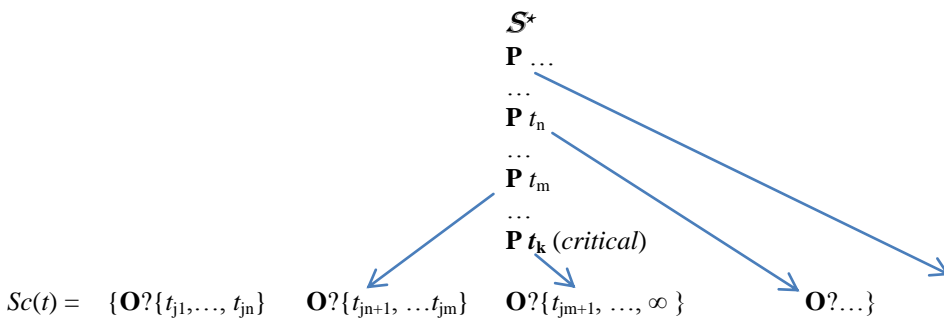 𝒮*
P …
…
P tn
…
P tm
…
P tk (critical)
Sc(t) = {O?{tj1,…, tjn} O?{tjn+1, …tjm} O?{tjm+1, …, ∞ } O?…}